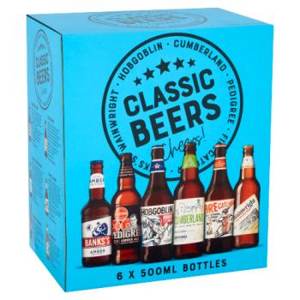 WAINWRIGHT · HOBGOBLIN · CUMBERLAND · PEDIGREE
CLASSIC
BEERS
Cheers!
BANKS'S
AMBER
PEDIGREE
HOBGOBLIN
CUMBERLAND
6 X 500ML BOTTLES